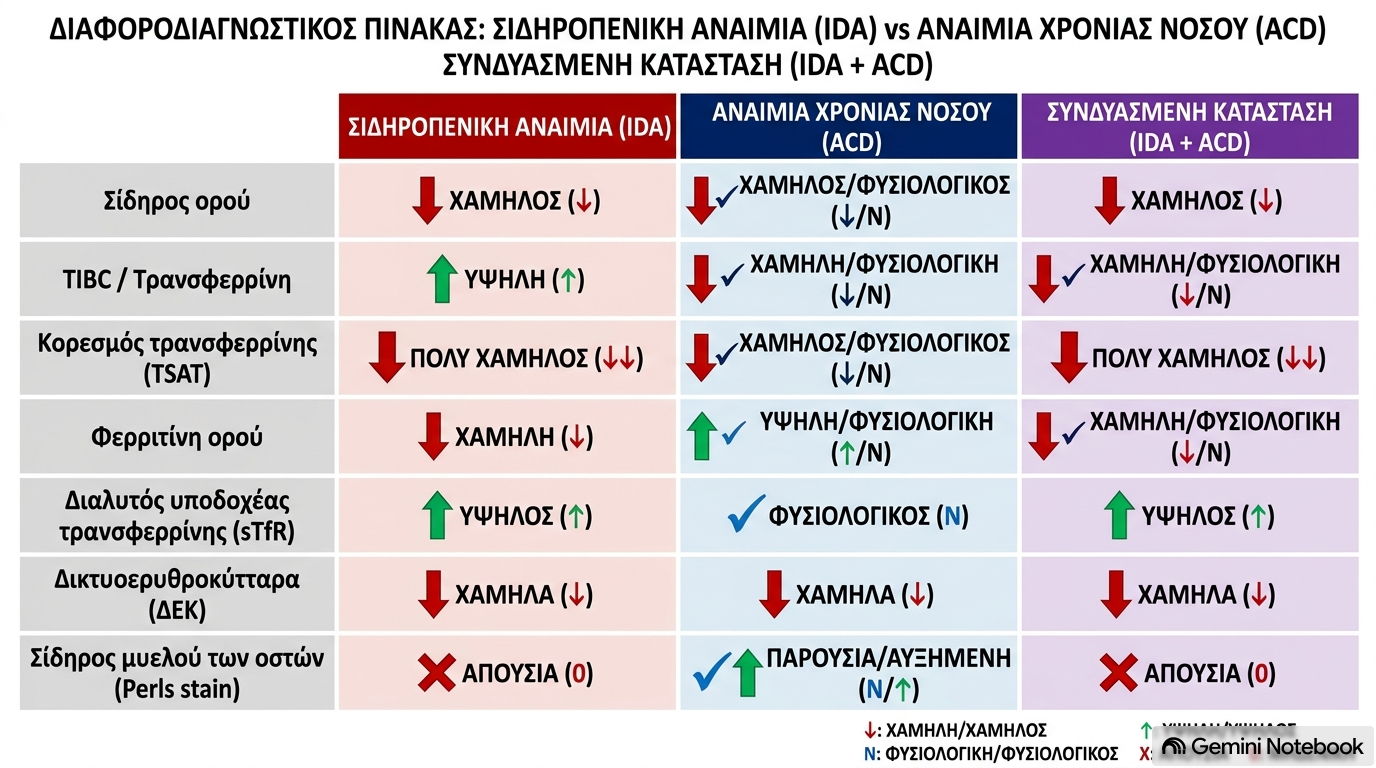 ΔΙΑΦΟΡΟΔΙΑΓΝΩΣΤΙΚΟΣ ΠΙΝΑΚΑΣ: ΣΙΔΗΡΟΠΕΝΙΚΗ ΑΝΑΙΜΙΑ (IDA) vs ΑΝΑΙΜΙΑ ΧΡΟΝΙΑΣ ΝΟΣΟΥ (ACD)
ΣΥΝΔΥΑΣΜΕΝΗ ΚΑΤΑΣΤΑΣΗ (IDA + ACD)
ΣΙΔΗΡΟΠΕΝΙΚΗ ΑΝΑΙΜΙΑ (IDA)
ΑΝΑΙΜΙΑ ΧΡΟΝΙΑΣ ΝΟΣΟΥ
(ACD)
ΣΥΝΔΥΑΣΜΕΝΗ ΚΑΤΑΣΤΑΣΗ
(IDA + ACD)
Σίδηρος ορού
ΧΑΜΗΛΟΣ (↓)
ΧΑΜΗΛΟΣ/ΦΥΣΙΟΛΟΓΙΚΟΣ
(↓/N)
ΧΑΜΗΛΟΣ (↓)
TIBC / Τρανσφερρίνη
ΥΨΗΛΗ (↑)
ΧΑΜΗΛΗ/ΦΥΣΙΟΛΟΓΙΚΗ
(↓/N)
ΧΑΜΗΛΗ/ΦΥΣΙΟΛΟΓΙΚΗ
(↓/N)
Κορεσμός τρανσφερρίνης
(TSAT)
ΠΟΛΥ ΧΑΜΗΛΟΣ (↓↓)
ΧΑΜΗΛΟΣ/ΦΥΣΙΟΛΟΓΙΚΟΣ
(↓/N)
ΠΟΛΥ ΧΑΜΗΛΟΣ (↓↓)
Φερριτίνη ορού
ΧΑΜΗΛΗ (↓)
ΥΨΗΛΗ/ΦΥΣΙΟΛΟΓΙΚΗ
(↑/N)
ΧΑΜΗΛΗ/ΦΥΣΙΟΛΟΓΙΚΗ
(↓/N)
Διαλυτός υποδοχέας
τρανσφερρίνης (sTfR)
ΥΨΗΛΟΣ (↑)
ΦΥΣΙΟΛΟΓΙΚΟΣ (N)
ΥΨΗΛΟΣ (↑)
Δικτυοερυθροκύτταρα
(ΔΕΚ)
ΧΑΜΗΛΑ (↓)
ΧΑΜΗΛΑ (↓)
ΧΑΜΗΛΑ (↓)
Σίδηρος μυελού των οστών
(Perls stain)
ΑΠΟΥΣΙΑ (0)
ΠΑΡΟΥΣΙΑ/ΑΥΞΗΜΕΝΗ
(N/↑)
ΑΠΟΥΣΙΑ (0)
↓: ΧΑΜΗΛΗ/ΧΑΜΗΛΟΣ
↑:
N: ΦΥΣΙΟΛΟΓΙΚΗ/ΦΥΣΙΟΛΟΓΙΚΟΣ
X:
Gemini Notebook